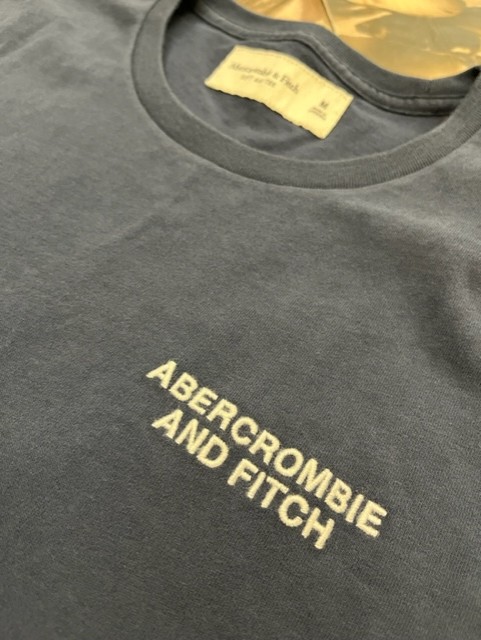 Abercrombie & Fitch
M
ABERCROMBIE
AND FITCH